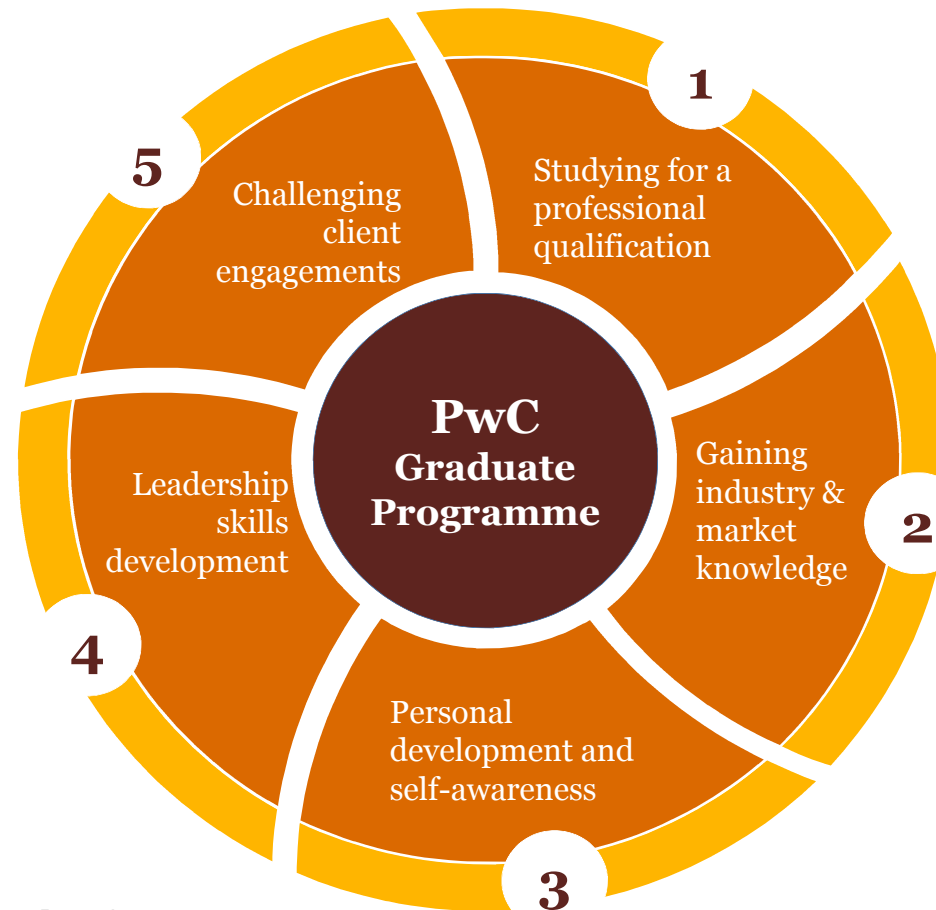 1
Studying for a
professional
qualification
2
Gaining
industry &
market
knowledge
3
Personal
development and
self-awareness
4
Leadership
skills
development
5
Challenging
client
engagements
PwC
Graduate
Programme